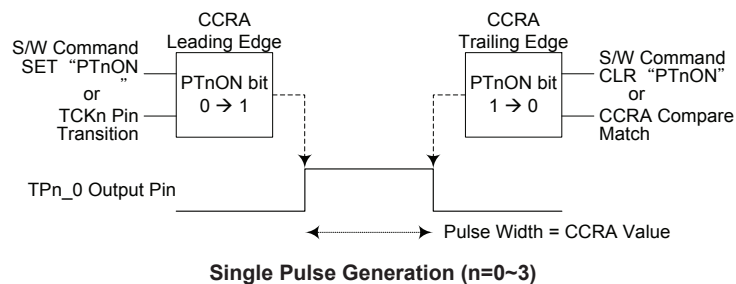 CCRA
Leading Edge
S/W Command
SET “PTnON
”
or
TCKn Pin
Transition
PTnON bit
0 → 1
CCRA
Trailing Edge
PTnON bit
1 → 0
S/W Command
CLR “PTnON”
or
CCRA Compare
Match
TPn_0 Output Pin
Pulse Width = CCRA Value
Single Pulse Generation (n=0~3)